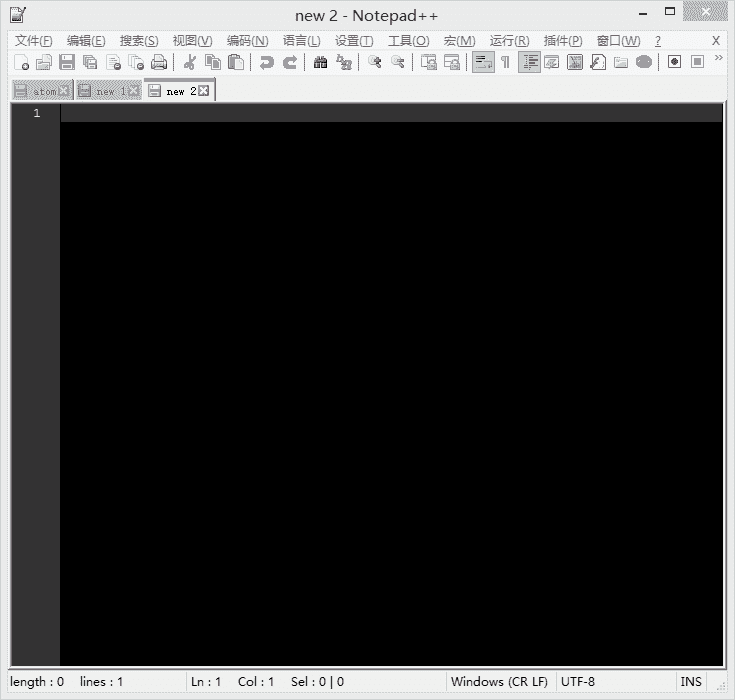 new 2 - Notepad++
文件(F) 编辑(E) 搜索(S) 视图(V) 编码(N) 语言(L) 设置(T) 工具(O) 宏(M) 运行(R) 插件(P) 窗口(W) ? X
atom new 1 new 2
1
length : 0 lines : 1 Ln : 1 Col : 1 Sel : 0 | 0 Windows (CR LF) UTF-8 INS